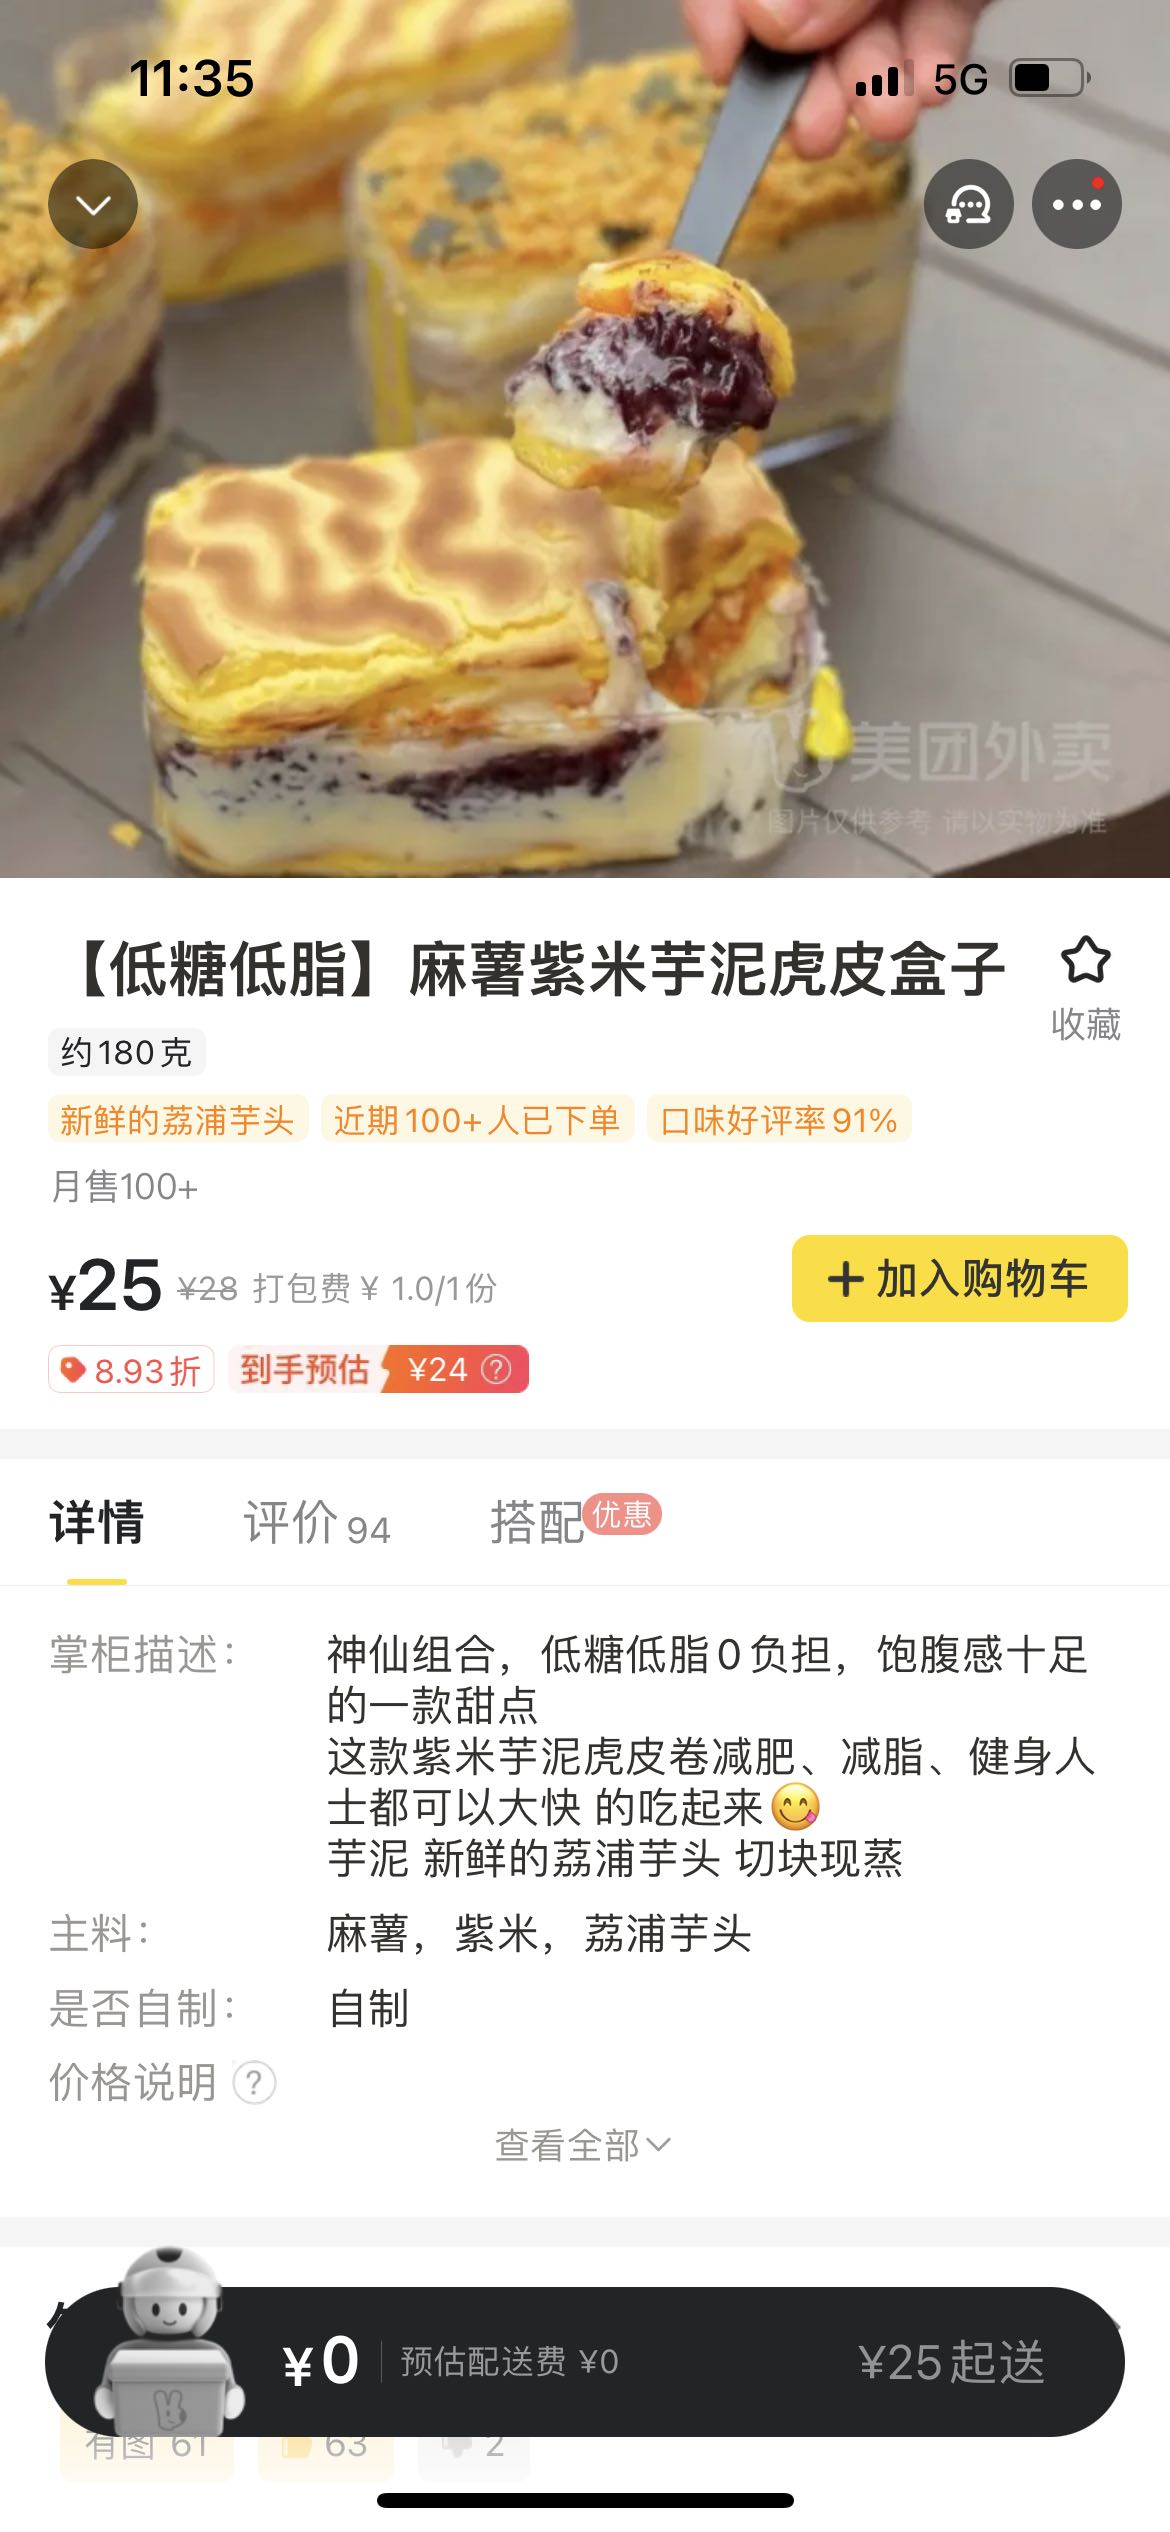 11:35
5G
美团外卖
图片仅供参考 请以实物为准
【低糖低脂】麻薯紫米芋泥虎皮盒子
收藏
约180克
新鲜的荔浦芋头 近期100+人已下单 口味好评率91%
月售100+
¥25 ¥28 打包费¥ 1.0/1份
+加入购物车
8.93折 到手预估 ¥24 ?
详情 评价94 搭配 优惠
掌柜描述：
神仙组合，低糖低脂0负担，饱腹感十足
的一款甜点
这款紫米芋泥虎皮卷减肥、减脂、健身人
士都可以大快 的吃起来😋
芋泥 新鲜的荔浦芋头 切块现蒸
主料： 麻薯，紫米，荔浦芋头
是否自制： 自制
价格说明 ?
查看全部
¥0 预估配送费 ¥0 ¥25起送
有图 61 63 2